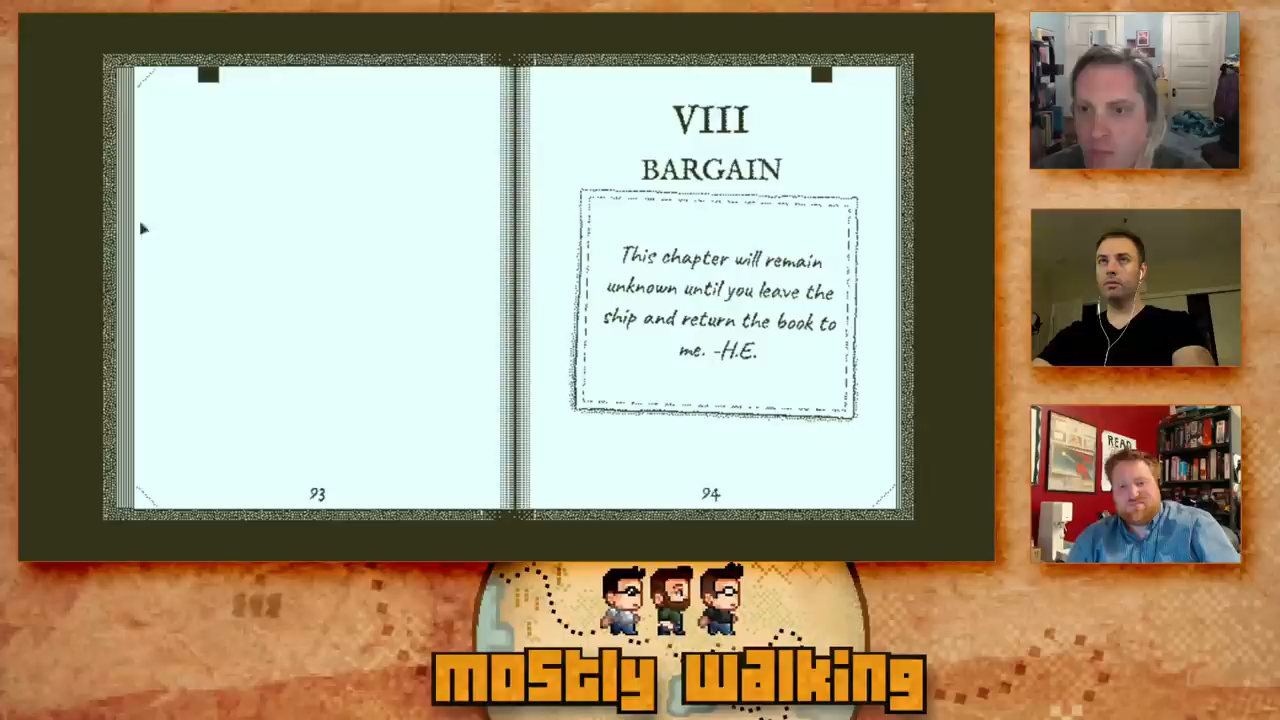 VIII
BARGAIN
This chapter will remain
unknown until you leave the
ship and return the book to
me. -H.E.
93
94
READ
mostly walking